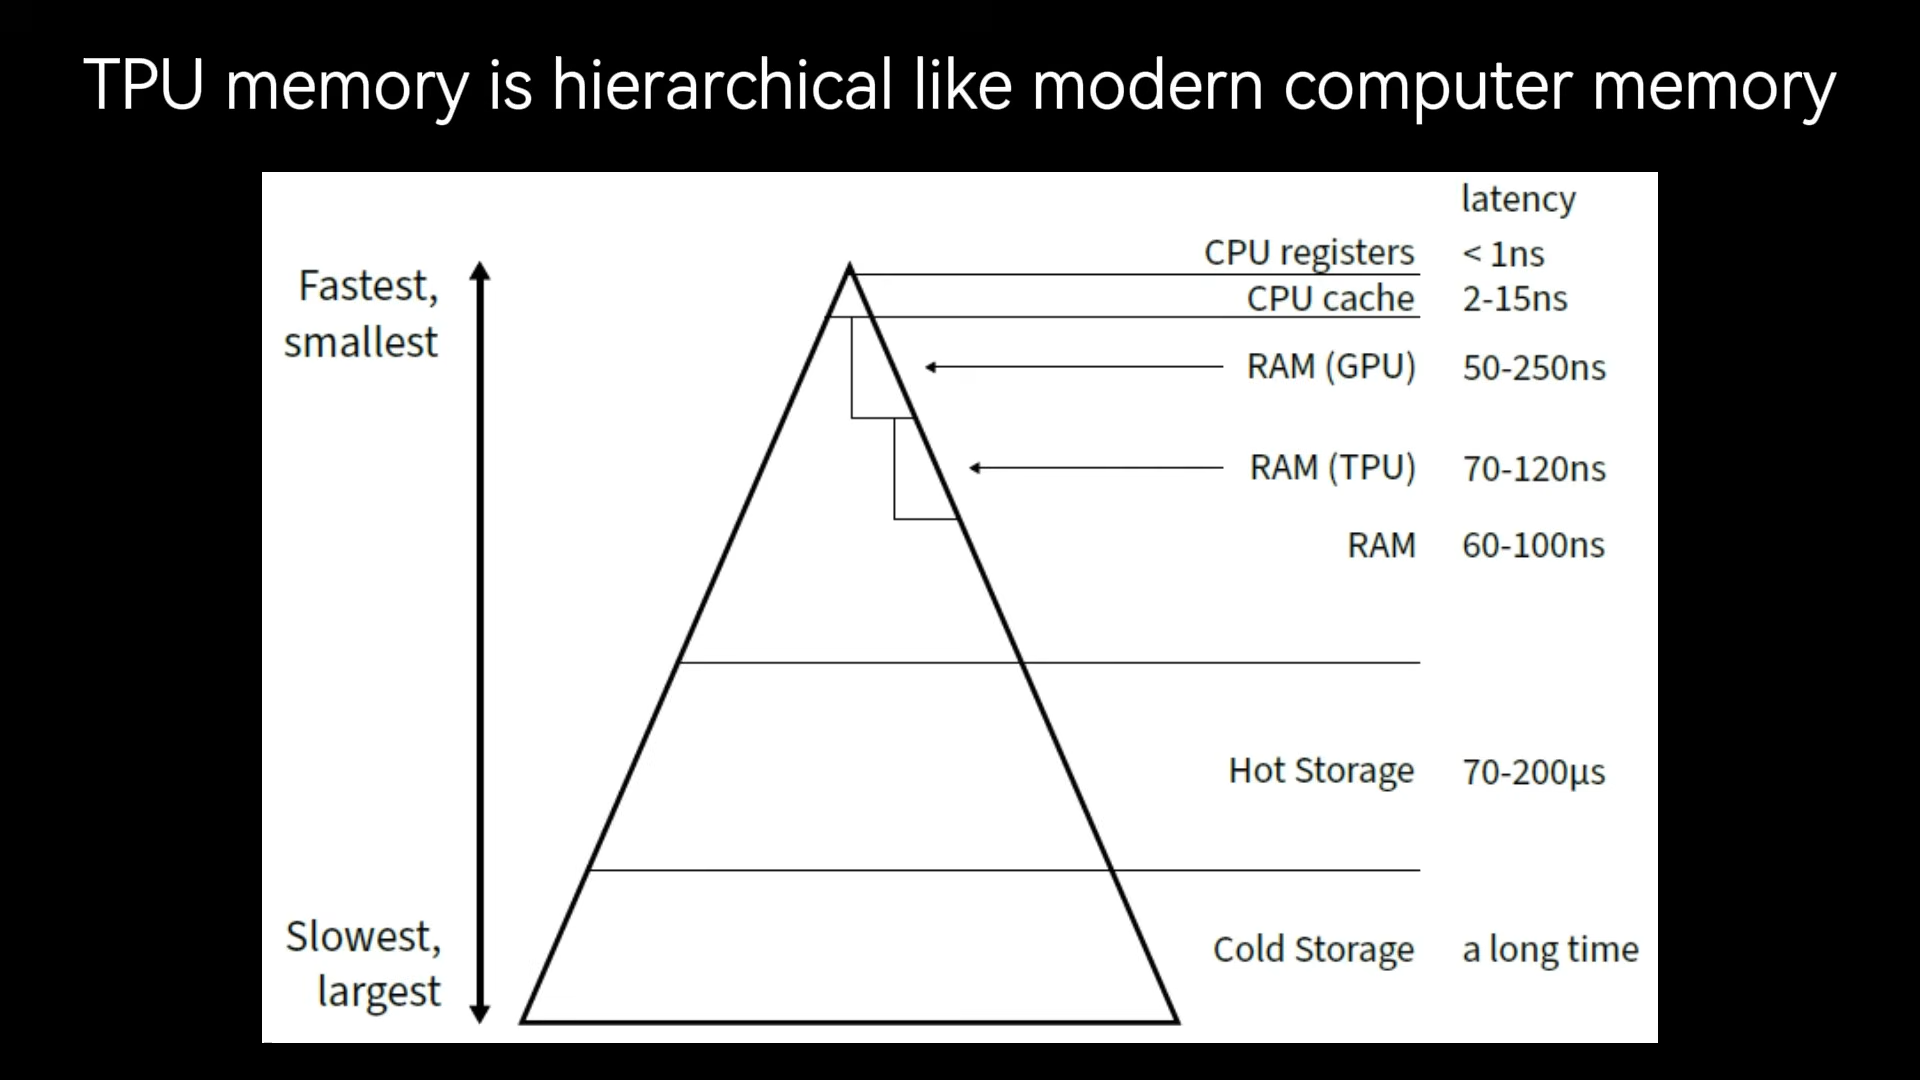 TPU memory is hierarchical like modern computer memory
latency
Fastest,
smallest
CPU registers < 1ns
CPU cache 2-15ns
RAM (GPU) 50-250ns
RAM (TPU) 70-120ns
RAM 60-100ns
Hot Storage 70-200µs
Slowest,
largest
Cold Storage a long time